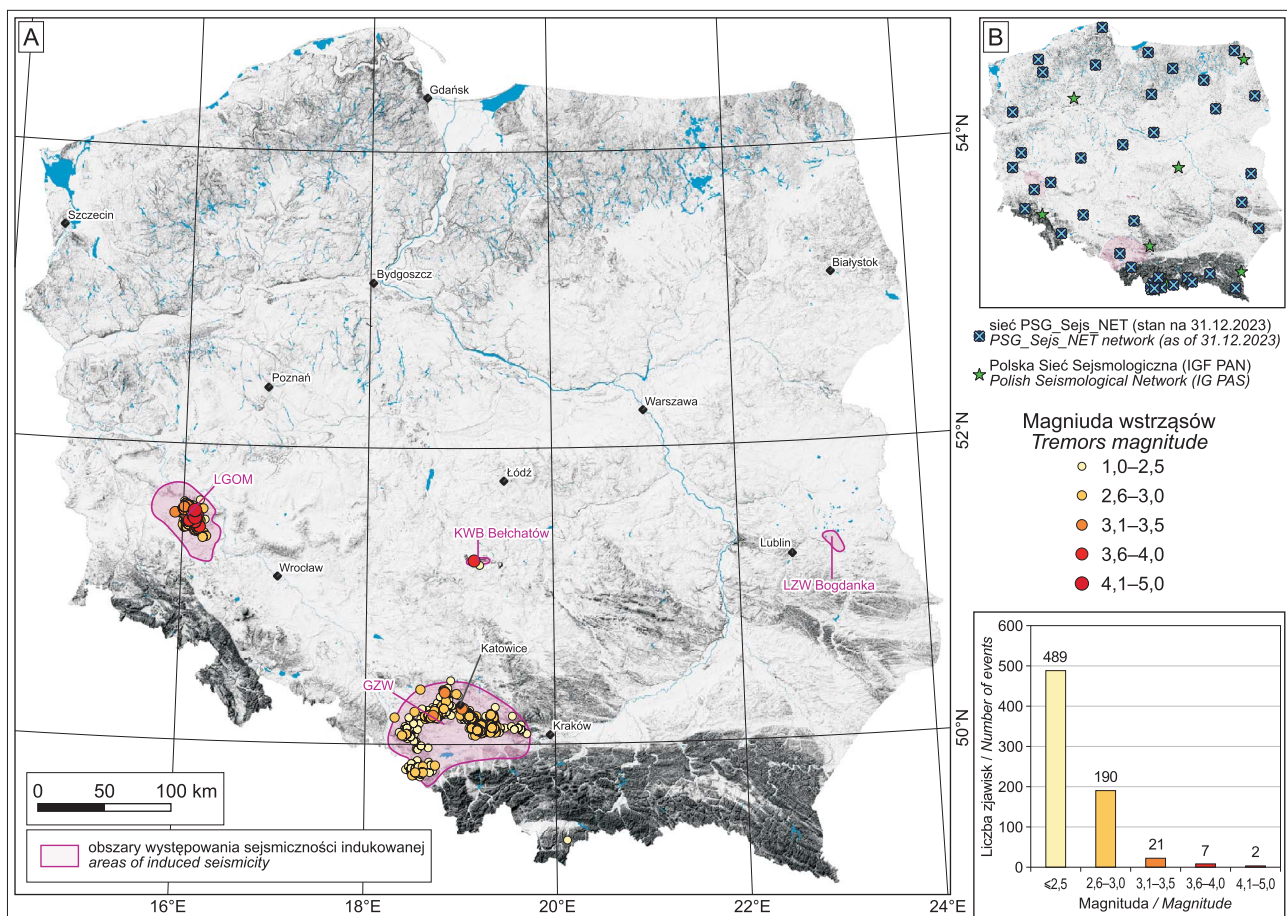 A
Gdańsk
Szczecin
Bydgoszcz
Białystok
Poznań
Warszawa
Łódź
LGOM
KWB Bełchatów
Lublin
LZW Bogdanka
Wrocław
Katowice
GZW
Kraków
0 50 100 km
obszary występowania sejsmiczności indukowanej
areas of induced seismicity
16°E 18°E 20°E 22°E 24°E
54°N
52°N
50°N
B
sieć PSG_Sejs_NET (stan na 31.12.2023)
PSG_Sejs_NET network (as of 31.12.2023)
Polska Sieć Sejsmologiczna (IGF PAN)
Polish Seismological Network (IG PAS)
Magniuda wstrząsów
Tremors magnitude
1,0–2,5
2,6–3,0
3,1–3,5
3,6–4,0
4,1–5,0
Liczba zjawisk / Number of events
600
500
400
300
200
100
0
489
190
21
7
2
≤2,5 2,6–3,0 3,1–3,5 3,6–4,0 4,1–5,0
Magnituda / Magnitude